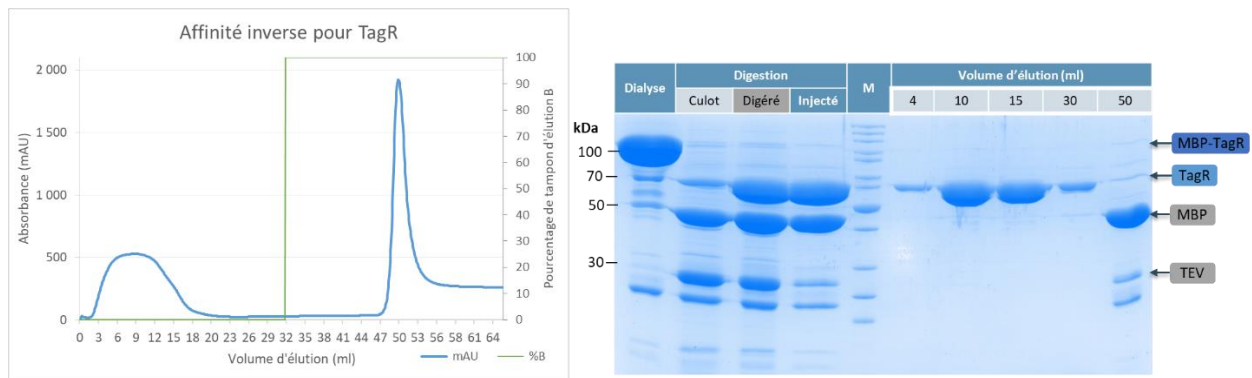 Affinité inverse pour TagR
2 000
1 500
1 000
500
0
Absorbance (mAU)
100
90
80
70
60
50
40
30
20
10
0
Pourcentage de tampon d'élution B
0 1 3 6 9 12 15 18 20 23 26 29 32 35 38 41 44 47 50 53 56 58 61 64
Volume d'élution (ml)
mAU
%B
Dialyse
Digestion
Culot Digéré Injecté
M
Volume d'élution (ml)
4 10 15 30 50
kDa
100
70
50
30
MBP-TagR
TagR
MBP
TEV